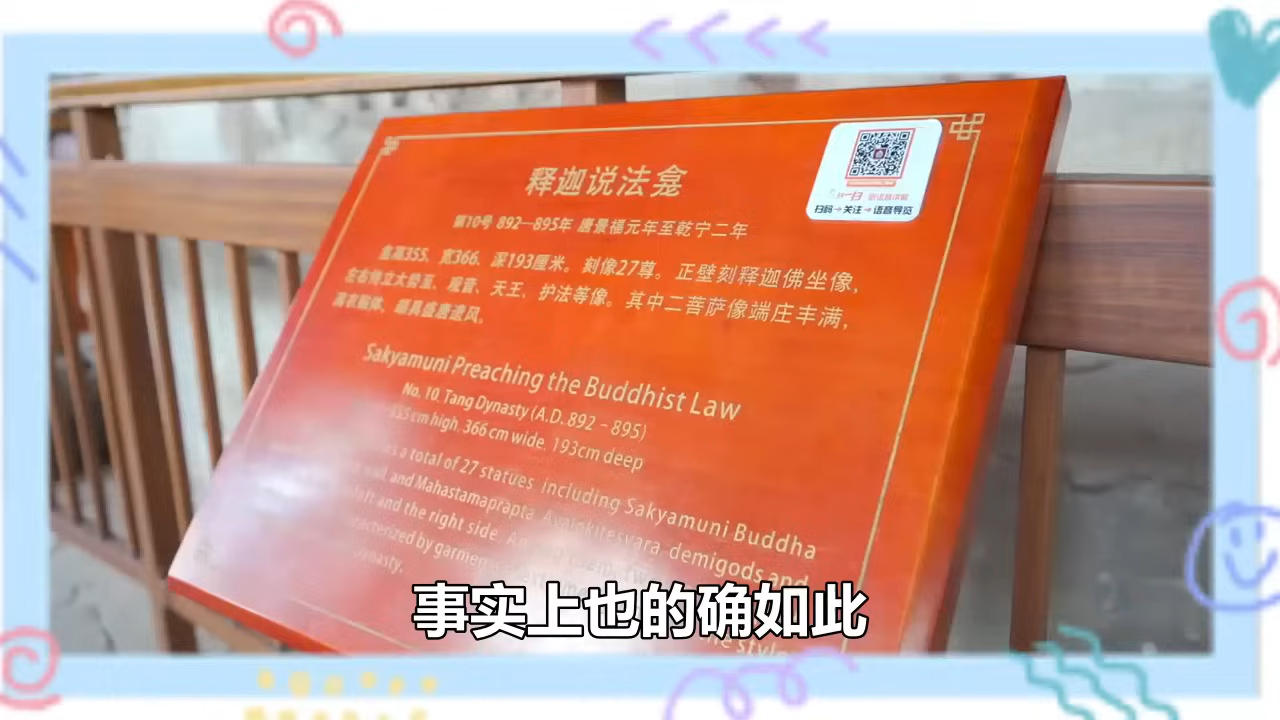 释迦说法龛
扫码→关注→语音导览
第10号 892—895年 唐景福元年至乾宁二年
龛高355、宽366、深193厘米。刻像27尊。正壁刻释迦佛坐像，
左右侍立大势至、观音、天王、护法等像。其中二菩萨像端庄丰满，
薄衣贴体，颇具盛唐遗风。
Sakyamuni Preaching the Buddhist Law
No. 10, Tang Dynasty (A.D. 892 - 895)
355 cm high, 366 cm wide, 193cm deep
as a total of 27 statues including Sakyamuni Buddha
wall and Mahastamaprapta, Avalokitesvara, demigods and
left and the right side.
by garmen
Dynasty.
事实上也的确如此